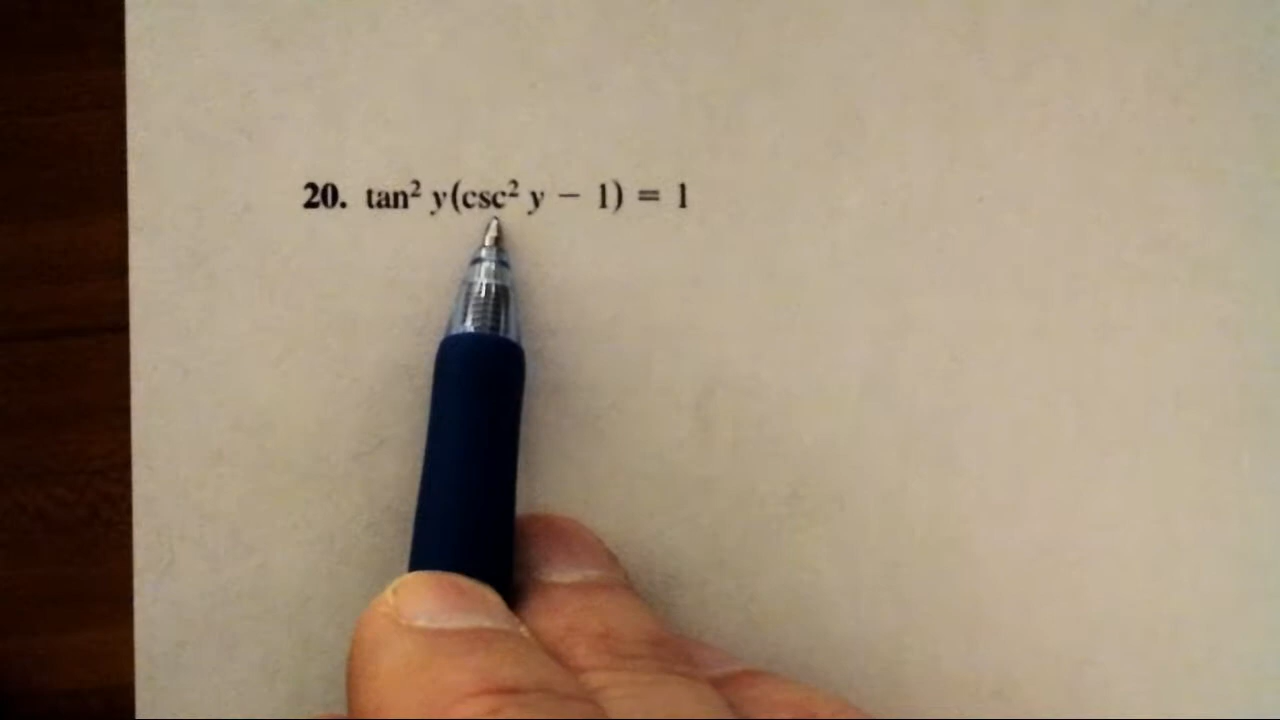 20. tan² y(csc² y − 1) = 1